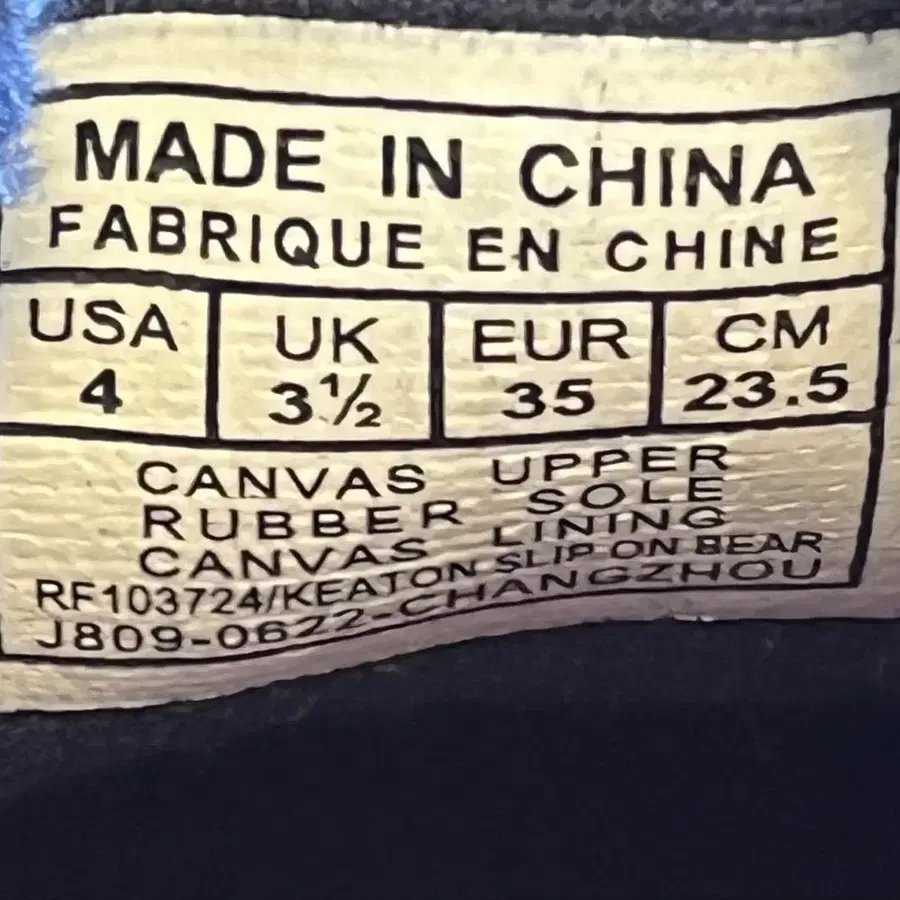 MADE IN CHINA
FABRIQUE EN CHINE
USA UK EUR CM
4 3½ 35 23.5
CANVAS UPPER
RUBBER SOLE
CANVAS LINING
RF103724/KEATON SLIP-ON BEAR
J809-0622-CHANGZHOU